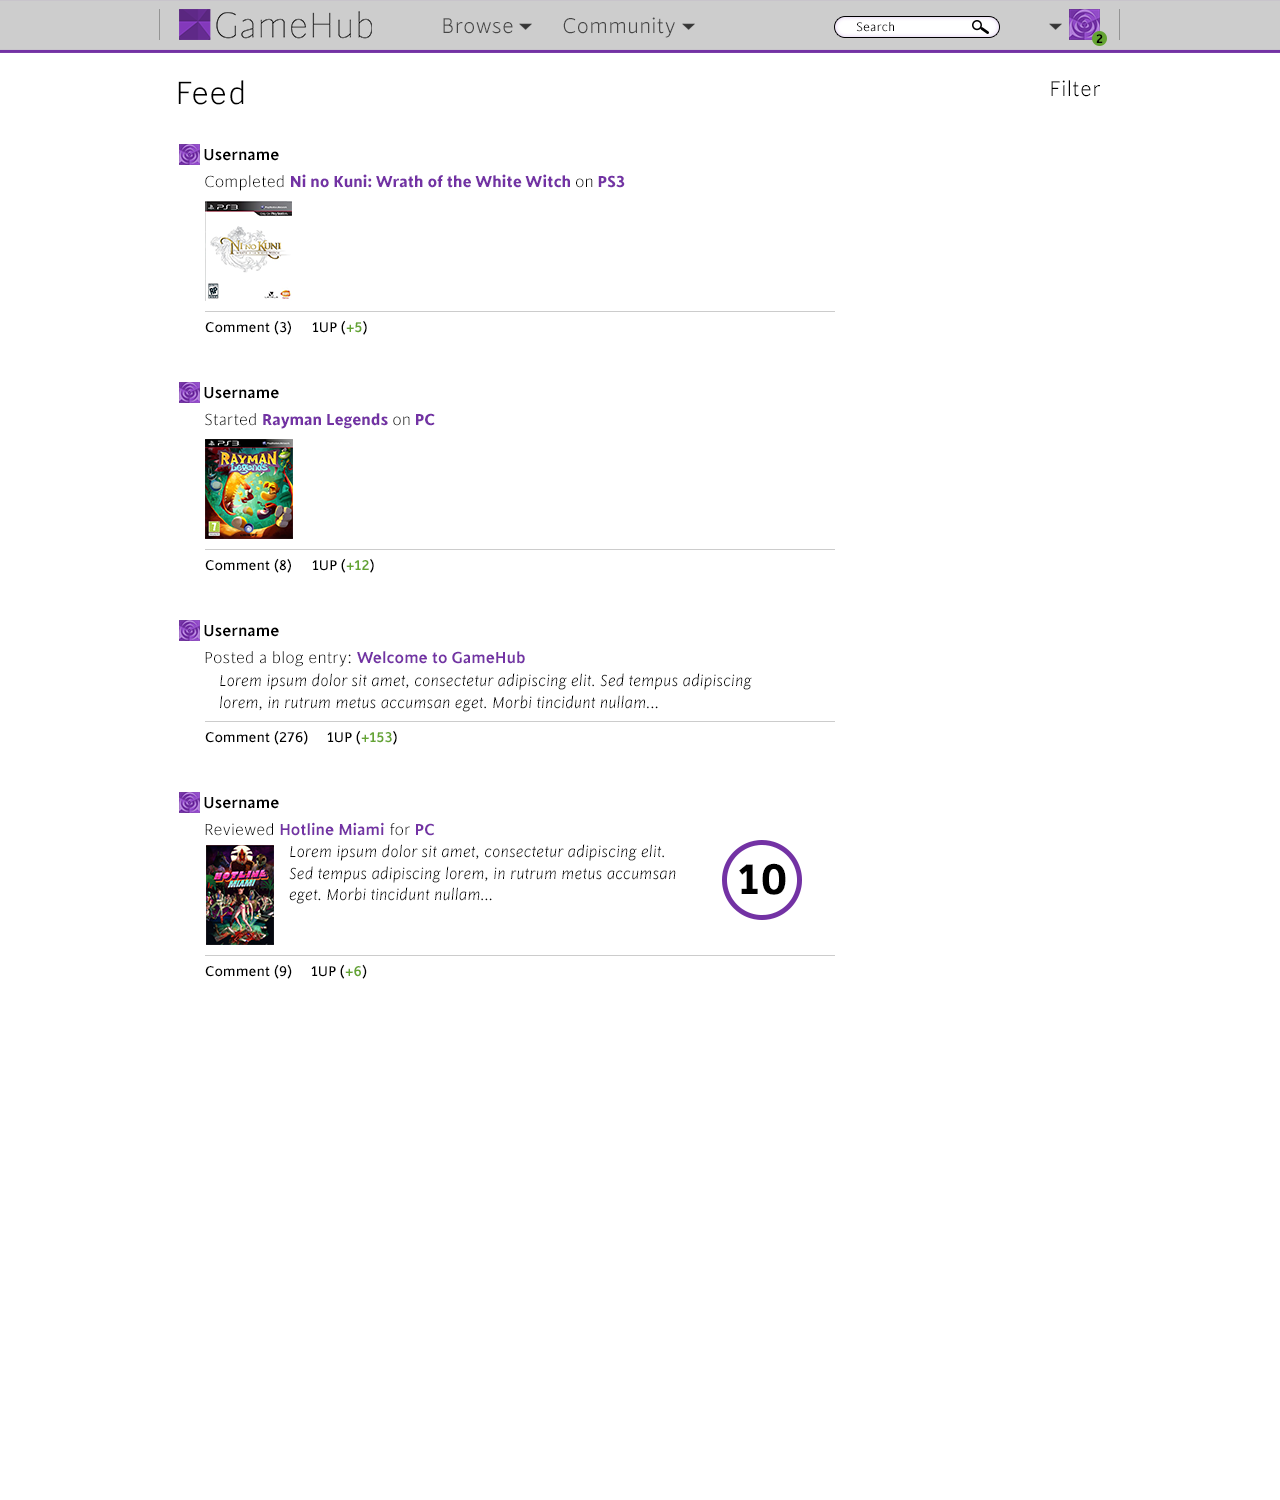 GameHub Browse Community Search 2
Feed Filter
Username
Completed Ni no Kuni: Wrath of the White Witch on PS3
PS3
Ni no Kuni
RP
Comment (3) 1UP (+5)
Username
Started Rayman Legends on PC
PS3
RAYMAN
Legends
7
Comment (8) 1UP (+12)
Username
Posted a blog entry: Welcome to GameHub
Lorem ipsum dolor sit amet, consectetur adipiscing elit. Sed tempus adipiscing
lorem, in rutrum metus accumsan eget. Morbi tincidunt nullam...
Comment (276) 1UP (+153)
Username
Reviewed Hotline Miami for PC
HOTLINE
MIAMI
Lorem ipsum dolor sit amet, consectetur adipiscing elit.
Sed tempus adipiscing lorem, in rutrum metus accumsan
eget. Morbi tincidunt nullam...
10
Comment (9) 1UP (+6)